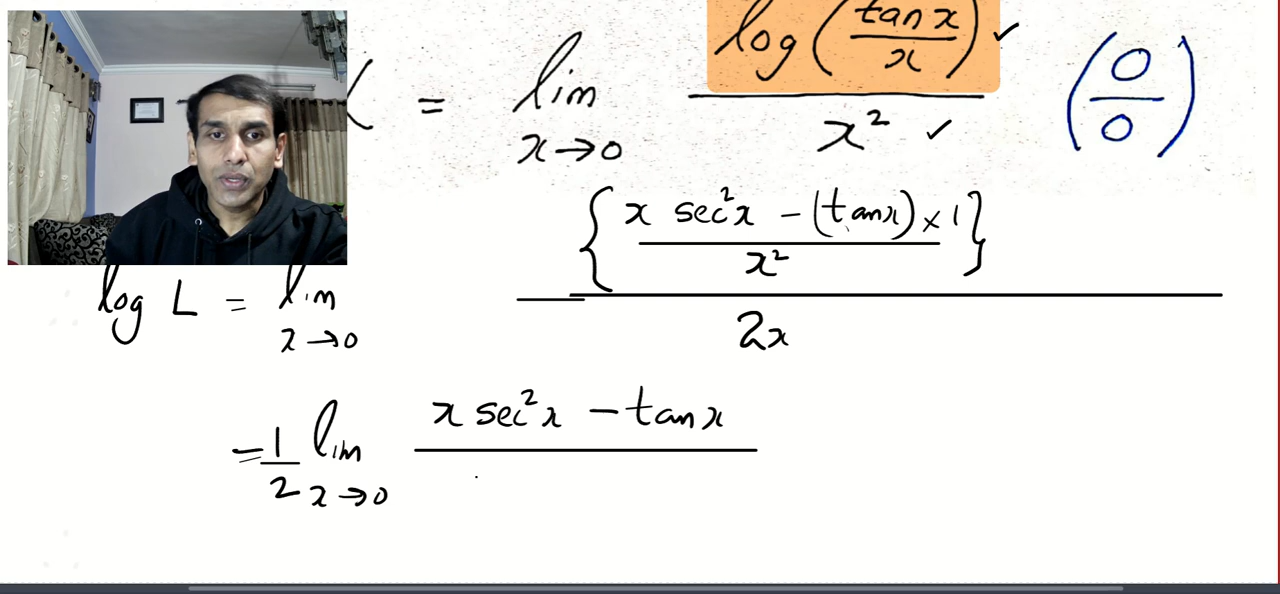 = lim x→0 log(tan x / x) / x² ✓ ✓ (0/0)
log L = lim x→0 {(x sec²x - (tan x) × 1) / x²} / 2x
= 1/2 lim x→0 x sec²x - tan x